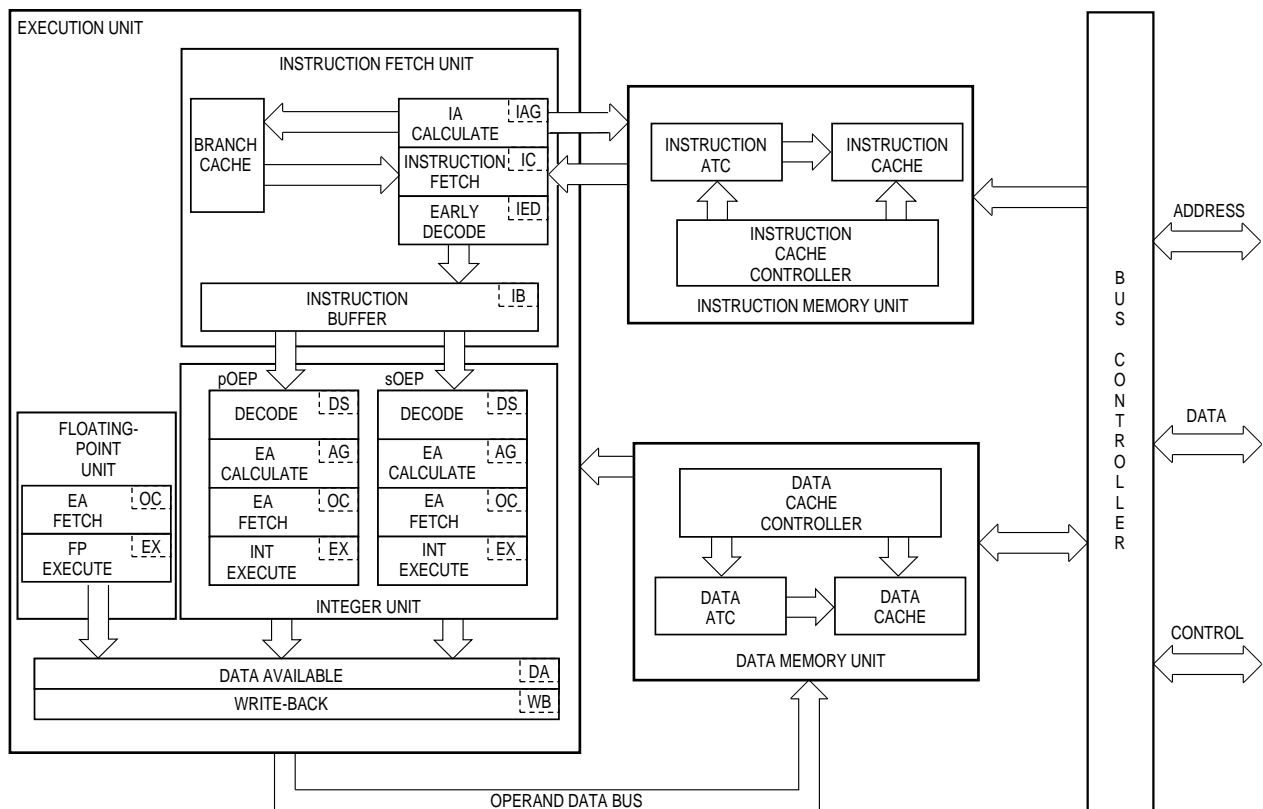 EXECUTION UNIT
INSTRUCTION FETCH UNIT
BRANCH
CACHE
IA
CALCULATE
IAG
INSTRUCTION
FETCH
IC
EARLY
DECODE
IED
INSTRUCTION
BUFFER
IB
INSTRUCTION
ATC
INSTRUCTION
CACHE
INSTRUCTION
CACHE
CONTROLLER
INSTRUCTION MEMORY UNIT
BUS CONTROLLER
ADDRESS
DATA
CONTROL
pOEP
sOEP
DECODE
DS
EA
CALCULATE
AG
EA
FETCH
OC
INT
EXECUTE
EX
DECODE
DS
EA
CALCULATE
AG
EA
FETCH
OC
INT
EXECUTE
EX
INTEGER UNIT
FLOATING-
POINT
UNIT
EA
FETCH
OC
FP
EXECUTE
EX
DATA
CACHE
CONTROLLER
DATA
ATC
DATA
CACHE
DATA MEMORY UNIT
DATA AVAILABLE
DA
WRITE-BACK
WB
OPERAND DATA BUS